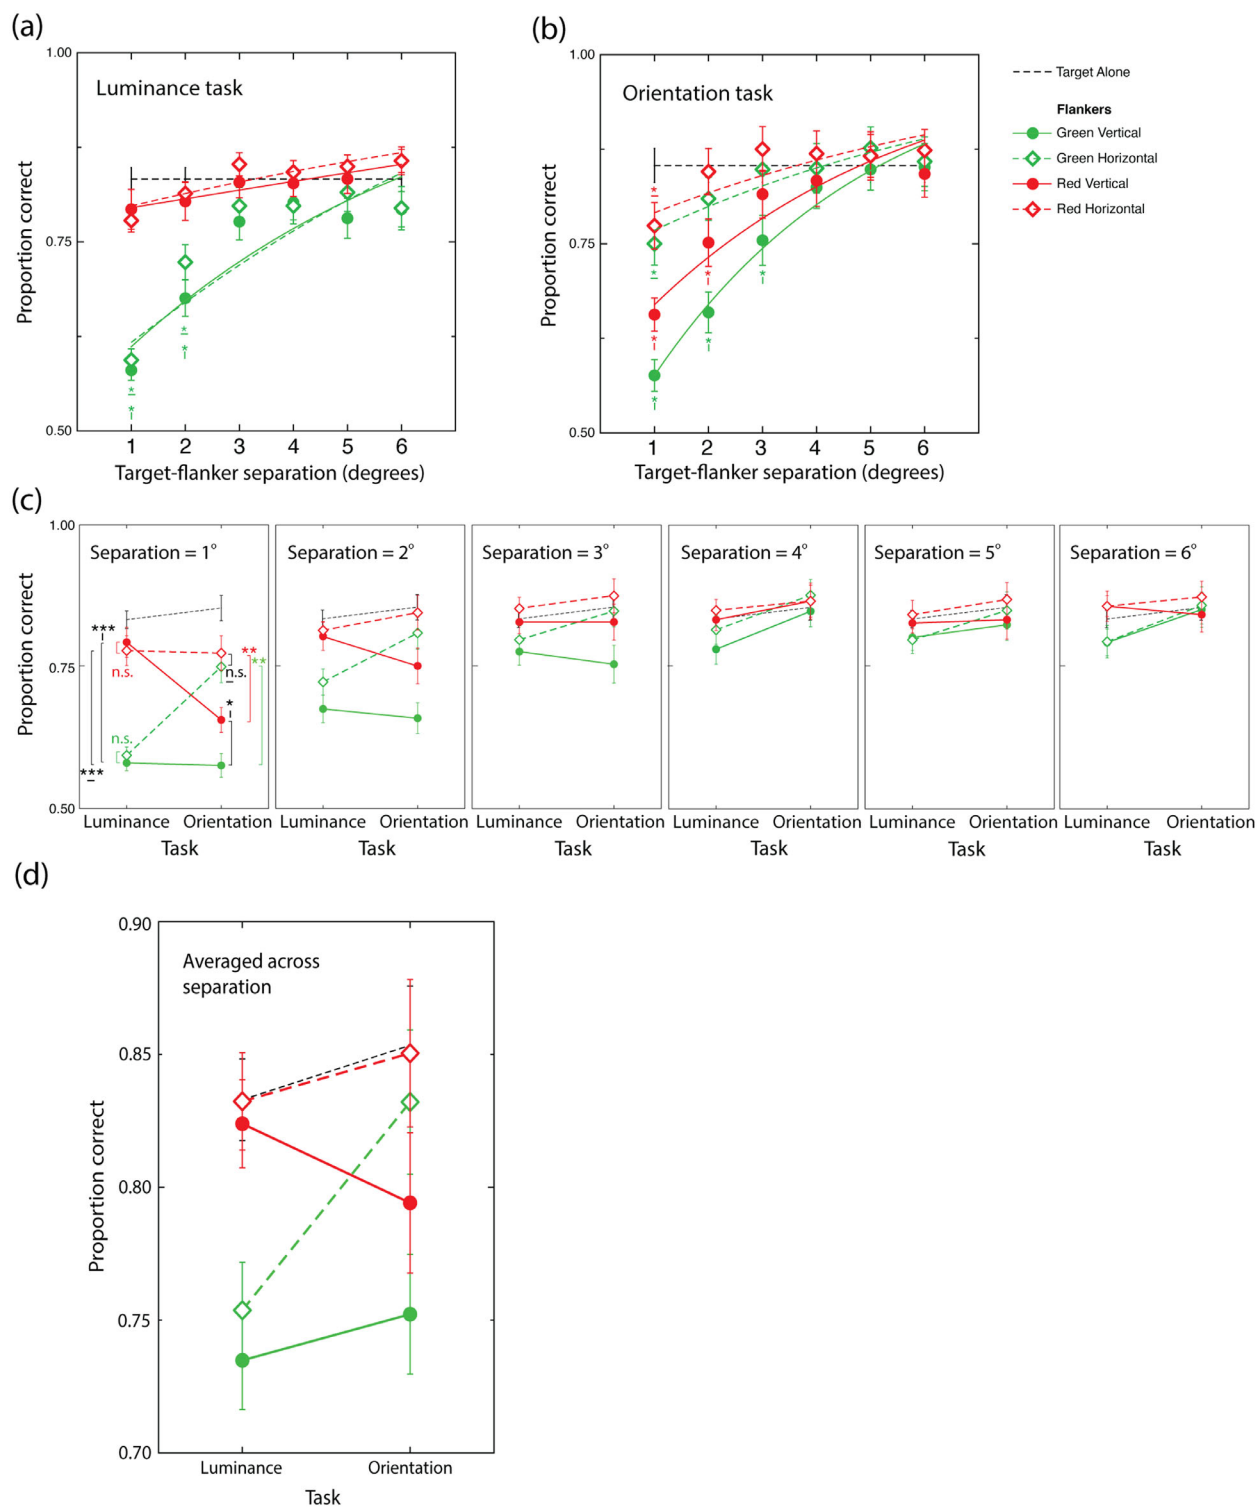 (a)
1.00
0.75
0.50
Proportion correct
Luminance task
*
*
*
*
1 2 3 4 5 6
Target-flanker separation (degrees)
(b)
1.00
0.75
0.50
Proportion correct
Orientation task
*
*
*
*
*
*
*
1 2 3 4 5 6
Target-flanker separation (degrees)
Target Alone
Flankers
Green Vertical
Green Horizontal
Red Vertical
Red Horizontal
(c)
1.00
0.75
0.50
Proportion correct
Separation = 1°
***
n.s.
n.s.
***
**
**
n.s.
*
Luminance Orientation
Task
Separation = 2°
Luminance Orientation
Task
Separation = 3°
Luminance Orientation
Task
Separation = 4°
Luminance Orientation
Task
Separation = 5°
Luminance Orientation
Task
Separation = 6°
Luminance Orientation
Task
(d)
0.90
0.85
0.80
0.75
0.70
Proportion correct
Averaged across
separation
Luminance Orientation
Task